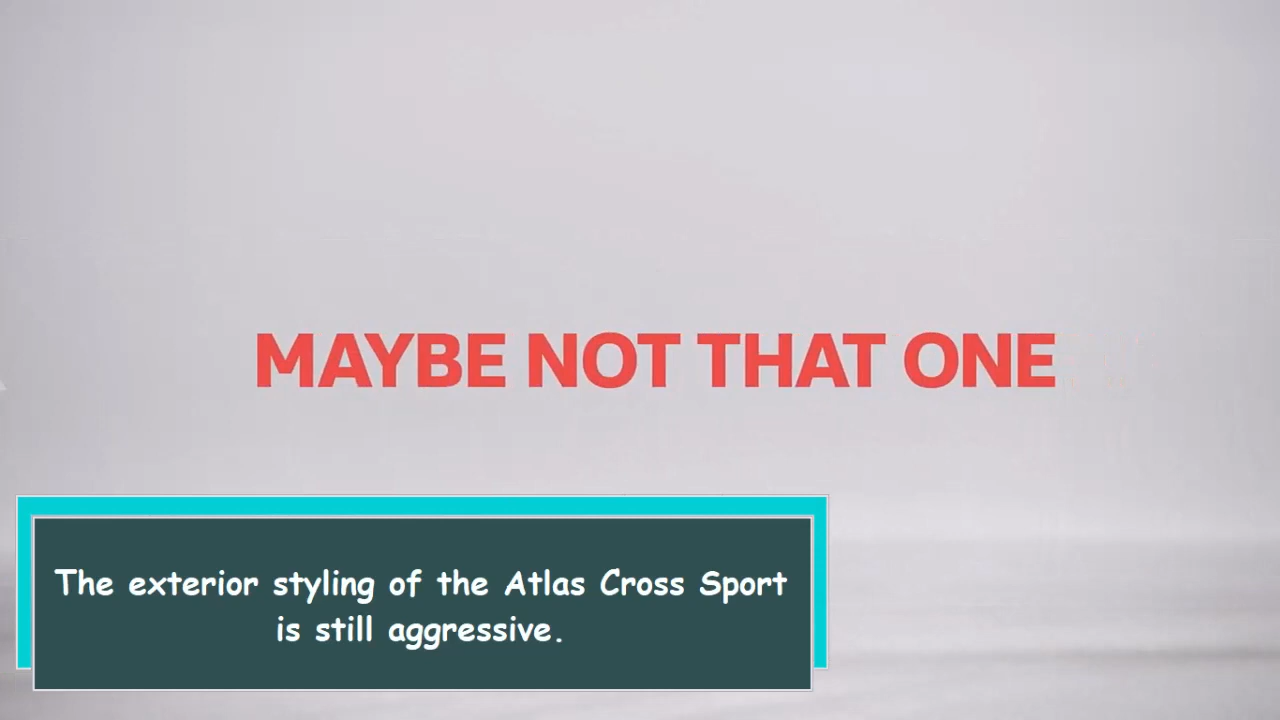 MAYBE NOT THAT ONE
The exterior styling of the Atlas Cross Sport
is still aggressive.